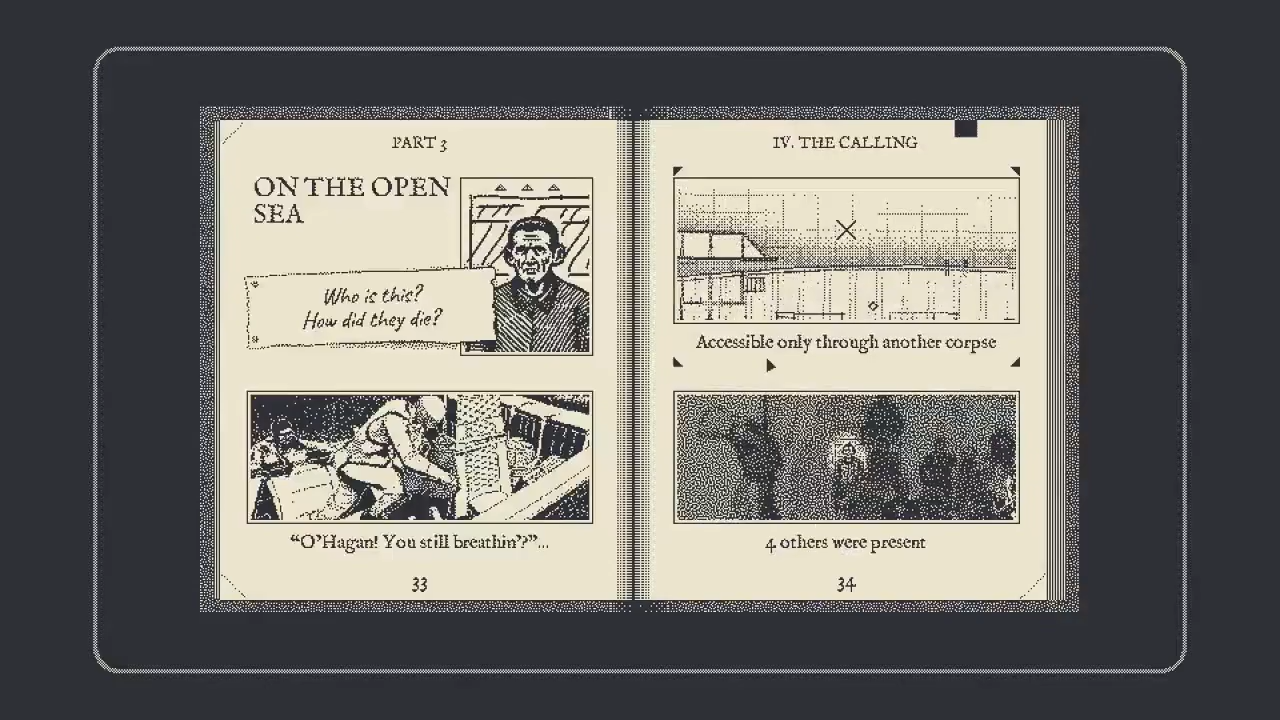 PART 3
ON THE OPEN
SEA
Who is this?
How did they die?
“O'Hagan! You still breathin'?”...
33
IV. THE CALLING
Accessible only through another corpse
4 others were present
34